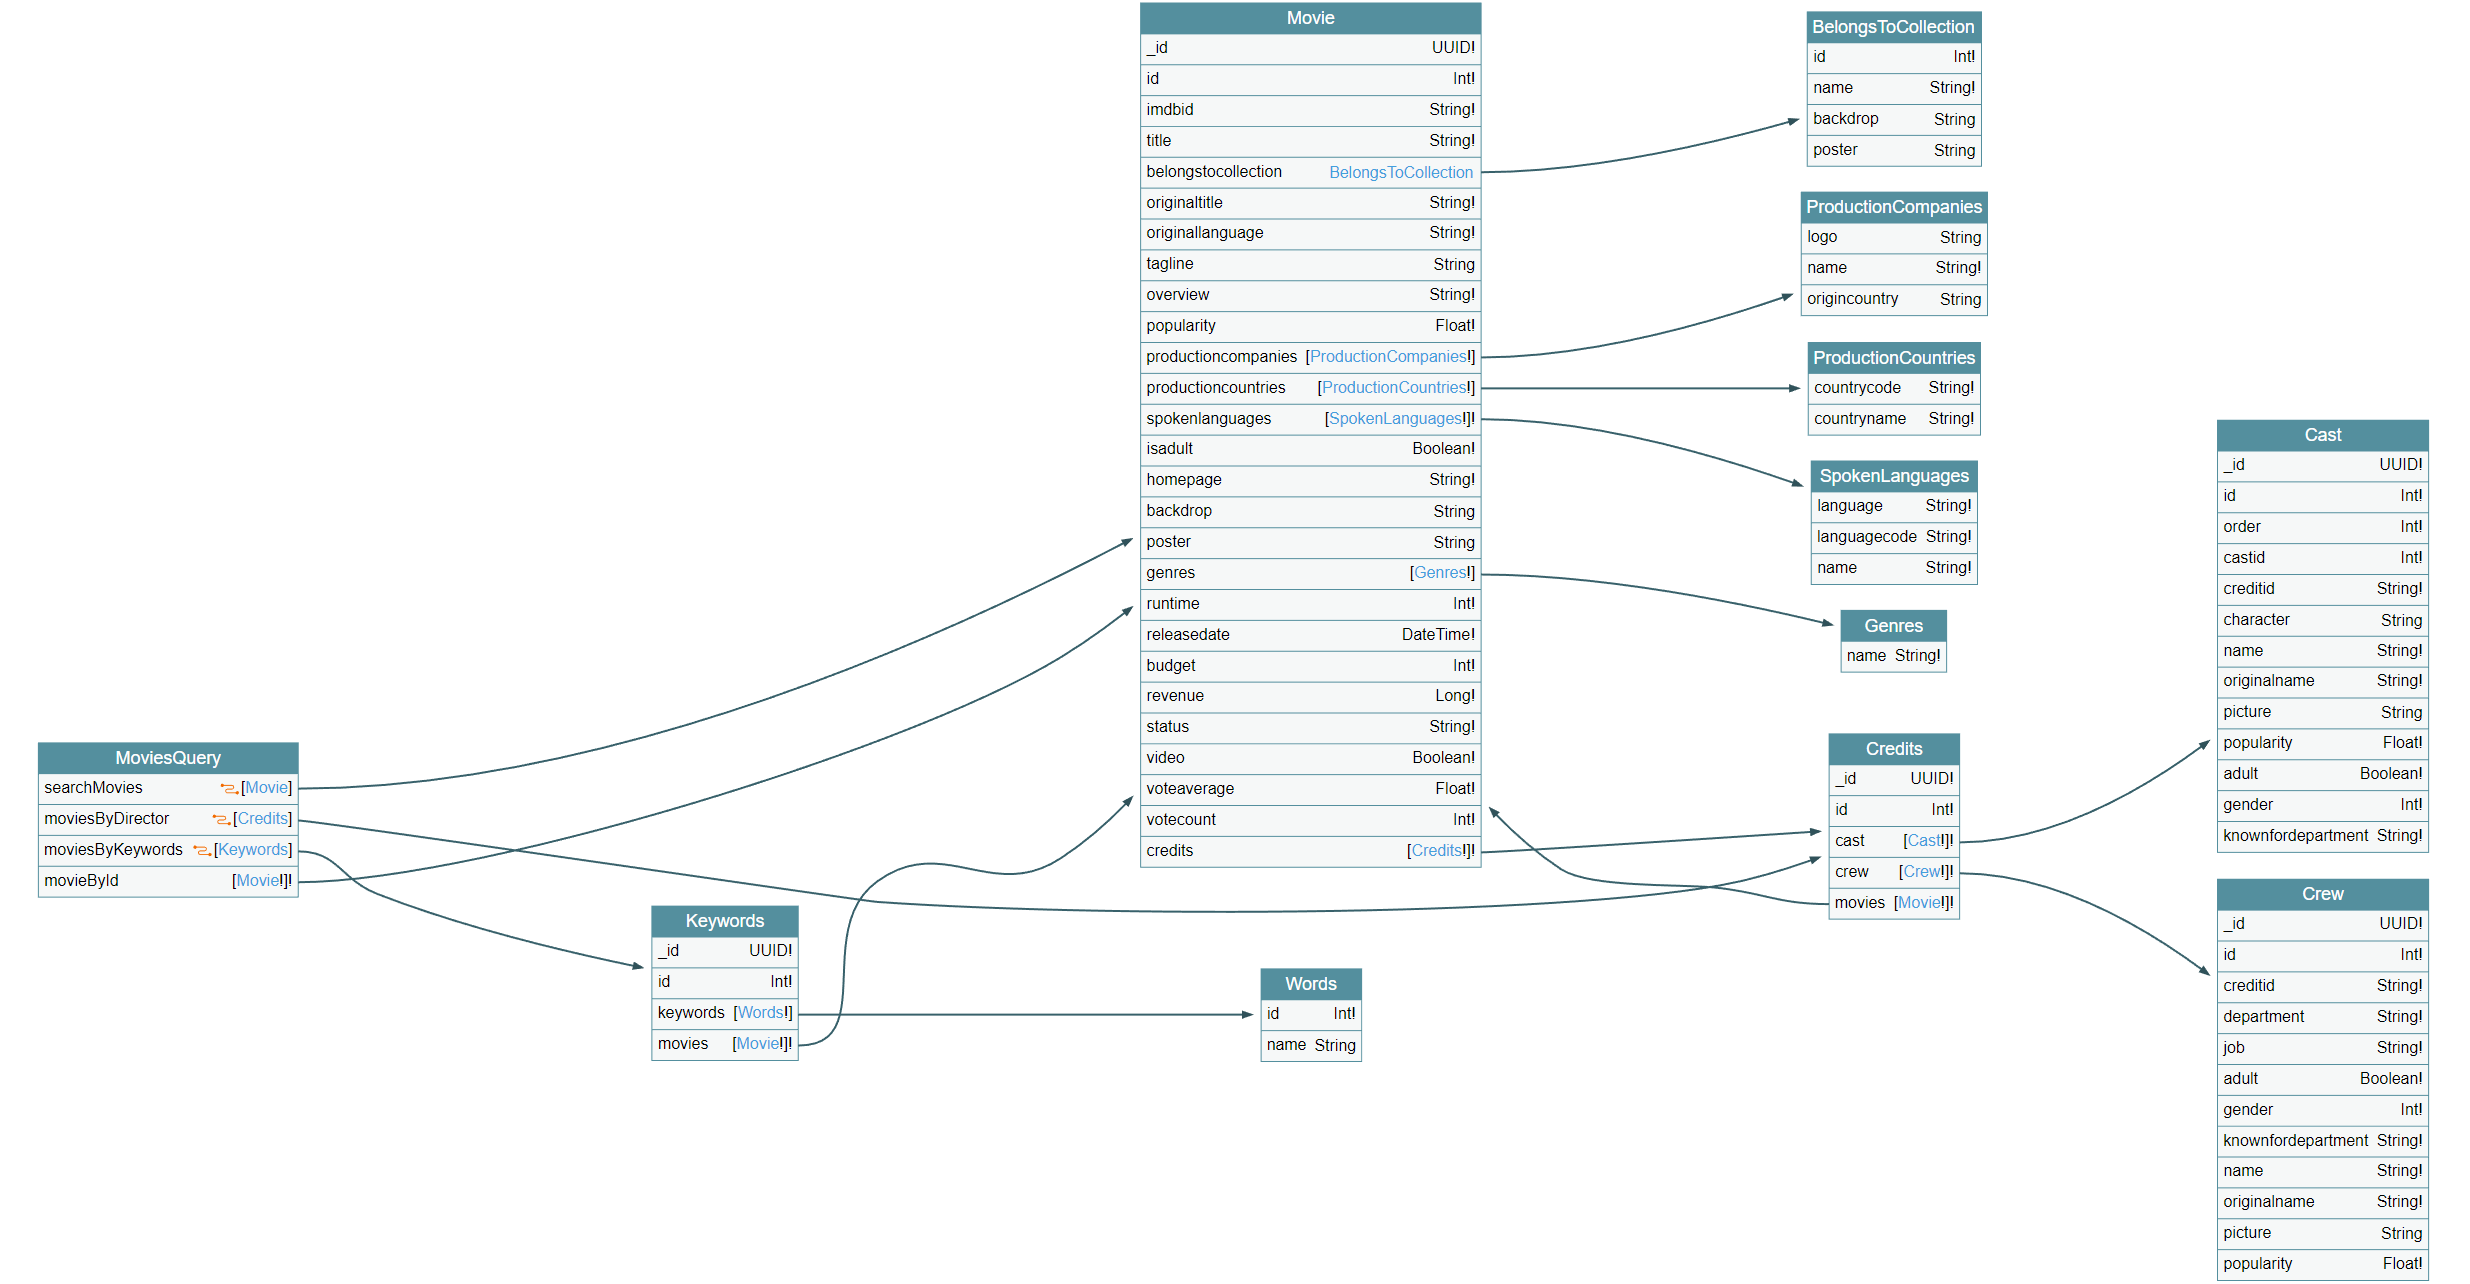 MoviesQuery
searchMovies [Movie]
moviesByDirector [Credits]
moviesByKeywords [Keywords]
movieById [Movie!]!
Keywords
_id UUID!
id Int!
keywords [Words!]
movies [Movie!]!
Movie
_id UUID!
id Int!
imdbid String!
title String!
belongstocollection BelongsToCollection
originaltitle String!
originallanguage String!
tagline String
overview String!
popularity Float!
productioncompanies [ProductionCompanies!]
productioncountries [ProductionCountries!]
spokenlanguages [SpokenLanguages!]!
isadult Boolean!
homepage String!
backdrop String
poster String
genres [Genres!]
runtime Int!
releasedate DateTime!
budget Int!
revenue Long!
status String!
video Boolean!
voteaverage Float!
votecount Int!
credits [Credits!]!
Words
id Int!
name String
BelongsToCollection
id Int!
name String!
backdrop String
poster String
ProductionCompanies
logo String
name String!
origincountry String
ProductionCountries
countrycode String!
countryname String!
SpokenLanguages
language String!
languagecode String!
name String!
Genres
name String!
Credits
_id UUID!
id Int!
cast [Cast!]!
crew [Crew!]!
movies [Movie!]!
Cast
_id UUID!
id Int!
order Int!
castid Int!
creditid String!
character String
name String!
originalname String!
picture String
popularity Float!
adult Boolean!
gender Int!
knownfordepartment String!
Crew
_id UUID!
id Int!
creditid String!
department String!
job String!
adult Boolean!
gender Int!
knownfordepartment String!
name String!
originalname String!
picture String
popularity Float!